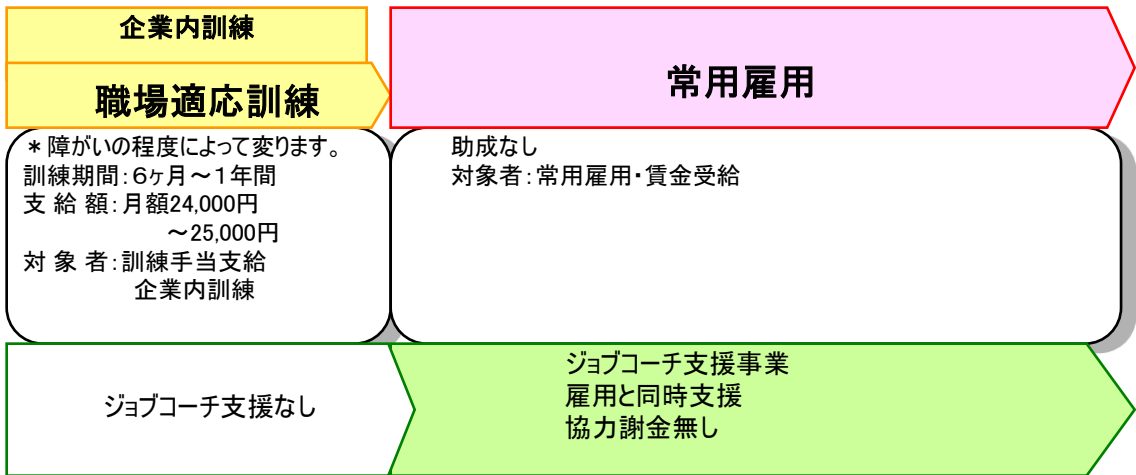 企業内訓練
職場適応訓練
常用雇用
＊障がいの程度によって変ります。
訓練期間：６ヶ月～１年間
支 給 額：月額24,000円
～25,000円
対 象 者：訓練手当支給
企業内訓練
助成なし
対象者：常用雇用・賃金受給
ジョブコーチ支援なし
ジョブコーチ支援事業
雇用と同時支援
協力謝金無し